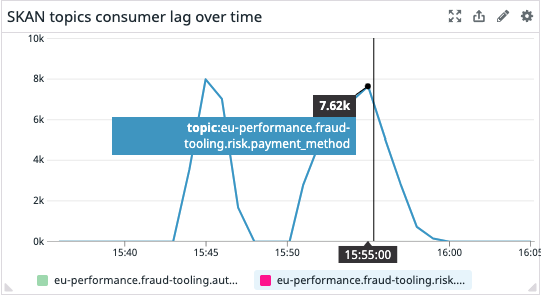 SKAN topics consumer lag over time
10k
8k
7.62k
6k
topic:eu-performance.fraud-
tooling.risk.payment_method
4k
2k
0k
15:40
15:45
15:50
15:55:00
16:00
16:05
eu-performance.fraud-tooling.aut...
eu-performance.fraud-tooling.risk....